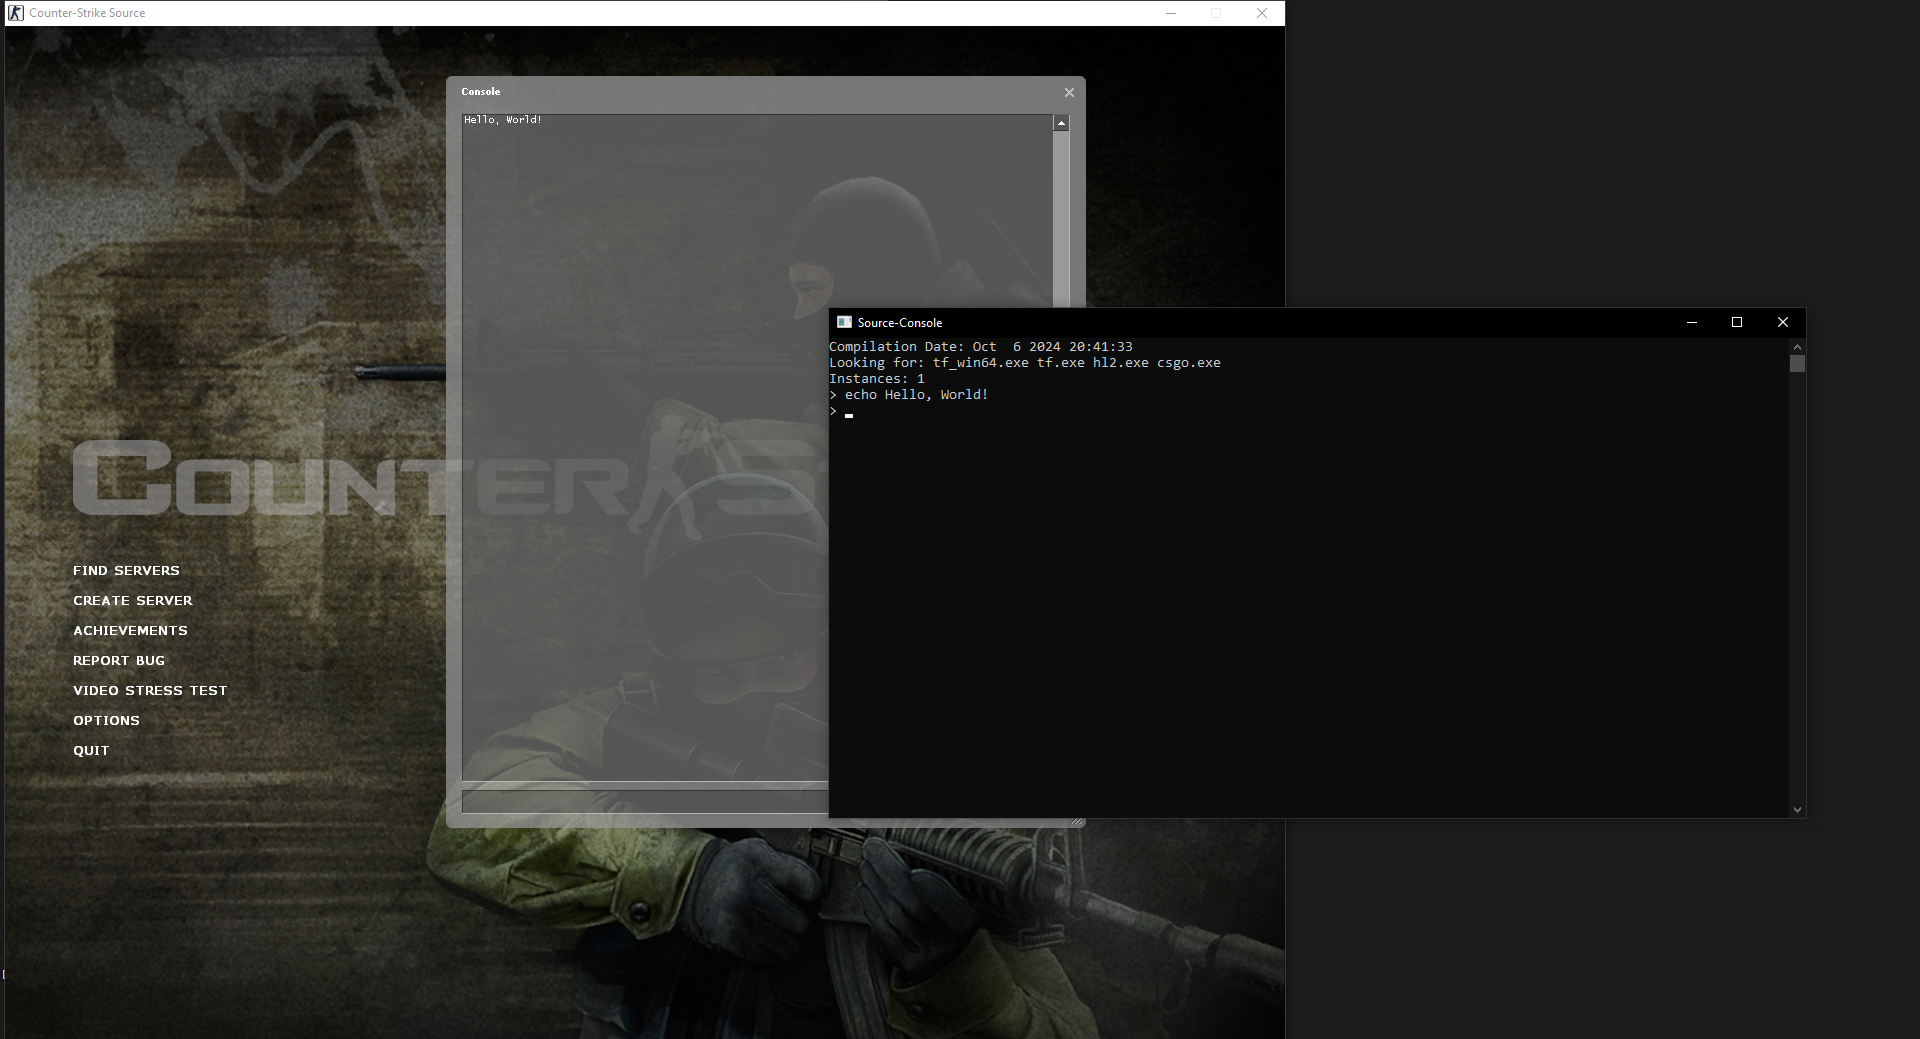 Counter-Strike Source
Console
Hello, World!
Source-Console
Compilation Date: Oct  6 2024 20:41:33
Looking for: tf_win64.exe tf.exe hl2.exe csgo.exe
Instances: 1
> echo Hello, World!
>
COUNTER S
FIND SERVERS
CREATE SERVER
ACHIEVEMENTS
REPORT BUG
VIDEO STRESS TEST
OPTIONS
QUIT